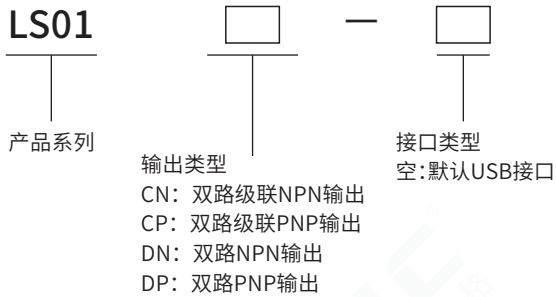 LS01 —
产品系列
输出类型
CN：双路级联NPN输出
CP：双路级联PNP输出
DN：双路NPN输出
DP：双路PNP输出
接口类型
空：默认USB接口